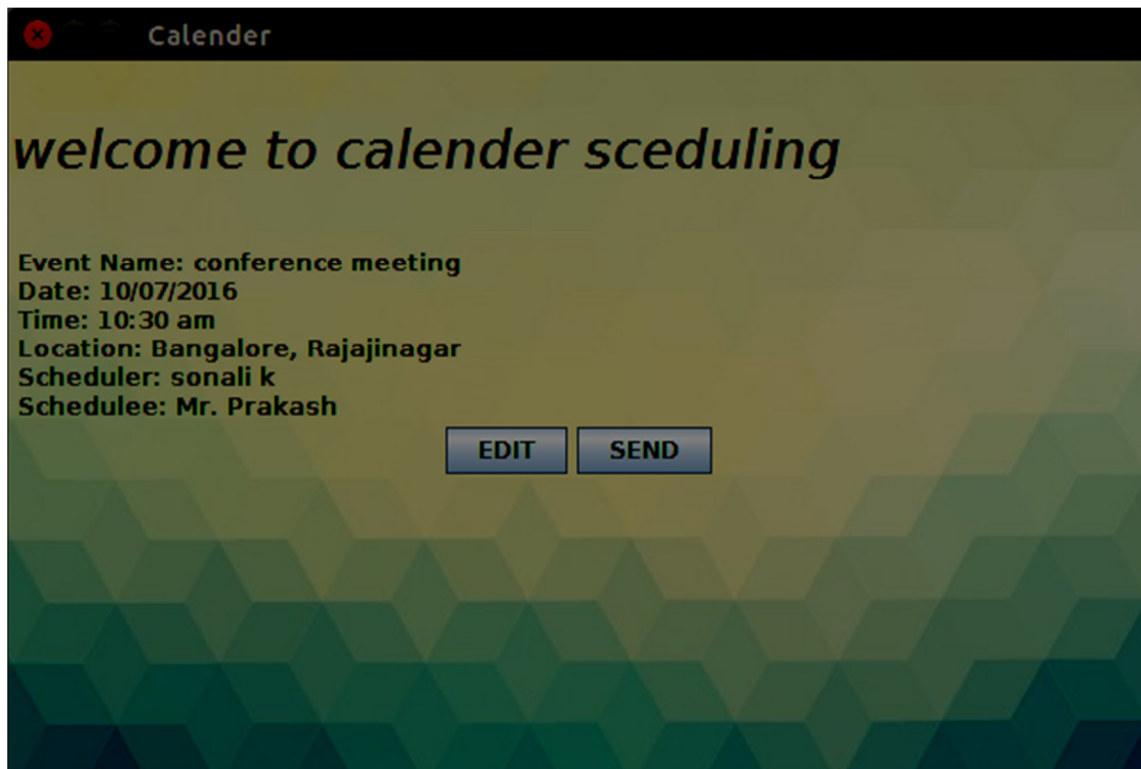 Calender
welcome to calender sceduling
Event Name: conference meeting
Date: 10/07/2016
Time: 10:30 am
Location: Bangalore, Rajajinagar
Scheduler: sonali k
Schedulee: Mr. Prakash
EDIT SEND